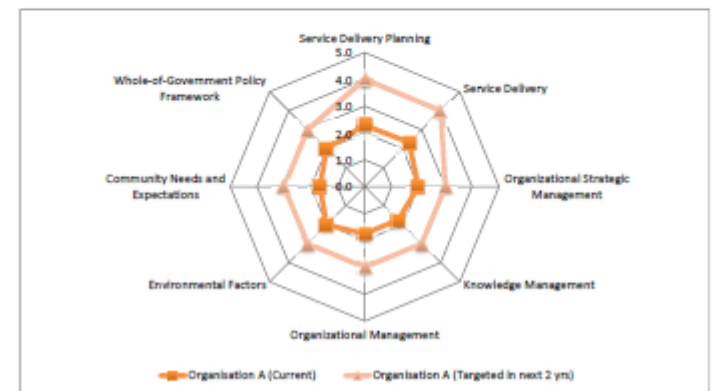 Service Delivery Planning
5.0
4.0
3.0
2.0
1.0
0.0
Service Delivery
Organizational Strategic
Management
Knowledge Management
Organizational Management
Environmental Factors
Community Needs and
Expectations
Whole-of-Government Policy
Framework
Organisation A (Current)
Organisation A (Targeted in next 2 yrs)